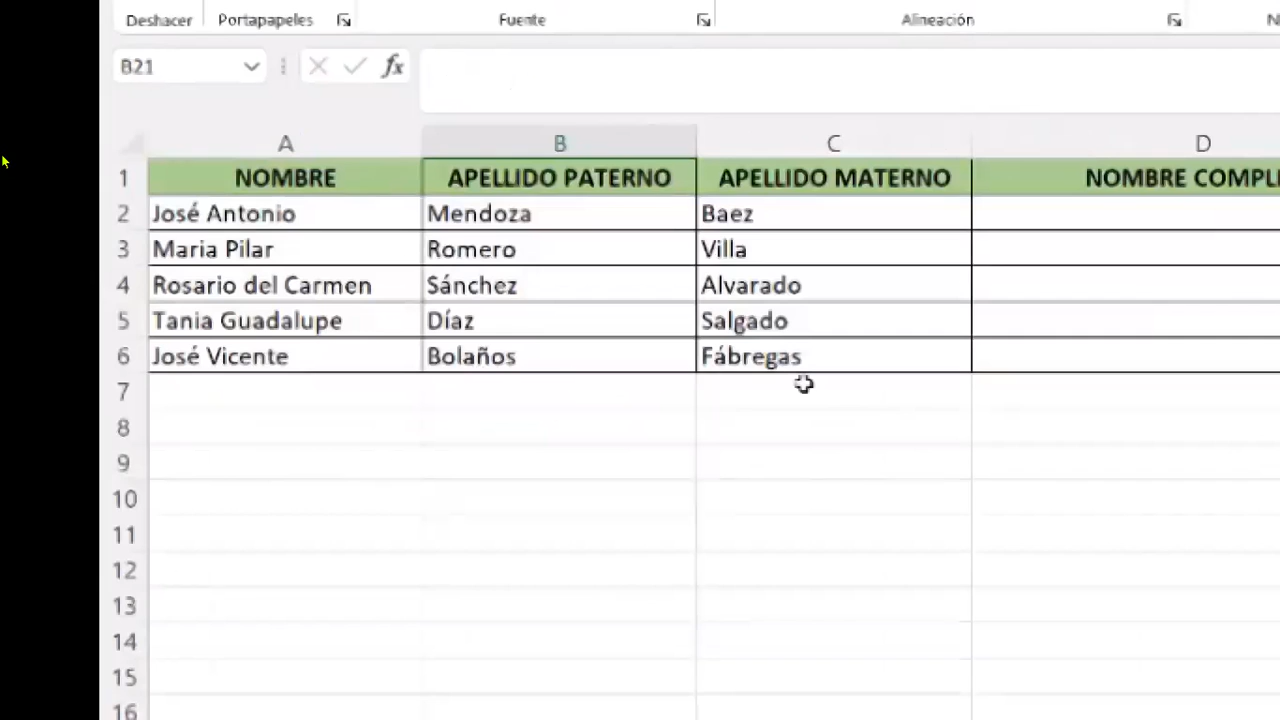 Deshacer Portapapeles Fuente Alineación N
B21 fx
A B C D
1 NOMBRE APELLIDO PATERNO APELLIDO MATERNO NOMBRE COMPL
2 José Antonio Mendoza Baez
3 Maria Pilar Romero Villa
4 Rosario del Carmen Sánchez Alvarado
5 Tania Guadalupe Díaz Salgado
6 José Vicente Bolaños Fábregas
7
8
9
10
11
12
13
14
15
16